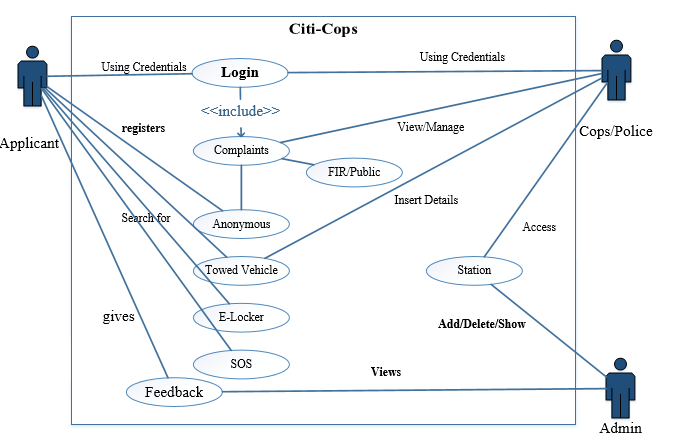 Citi-Cops
Using Credentials
Login
Using Credentials
<<include>>
registers
View/Manage
Applicant
Cops/Police
Complaints
FIR/Public
Insert Details
Search for
Anonymous
Access
Towed Vehicle
Station
gives
E-Locker
Add/Delete/Show
SOS
Views
Feedback
Admin